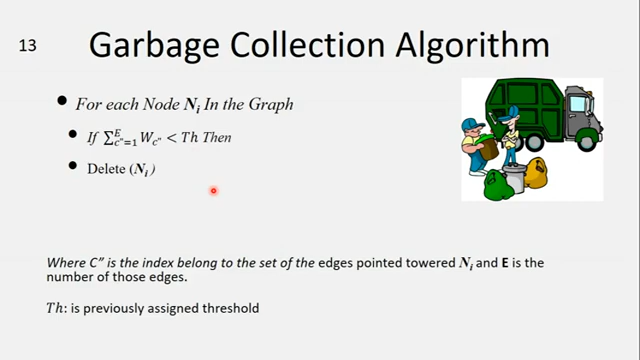 13
Garbage Collection Algorithm
• For each Node Nᵢ In the Graph
• If ∑ᴱ_c"=1 W_c" < Th Then
• Delete (Nᵢ)
Where C" is the index belong to the set of the edges pointed towered Nᵢ and E is the
number of those edges.
Th: is previously assigned threshold